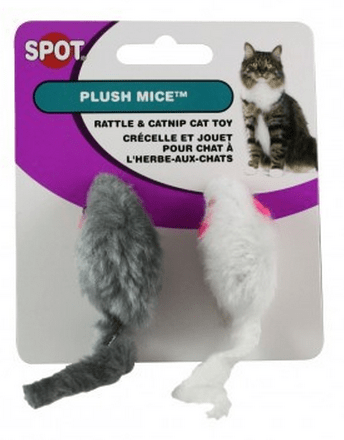 SPOT
PLUSH MICE™
RATTLE & CATNIP CAT TOY
CRÉCELLE ET JOUET
POUR CHAT À
L'HERBE-AUX-CHATS